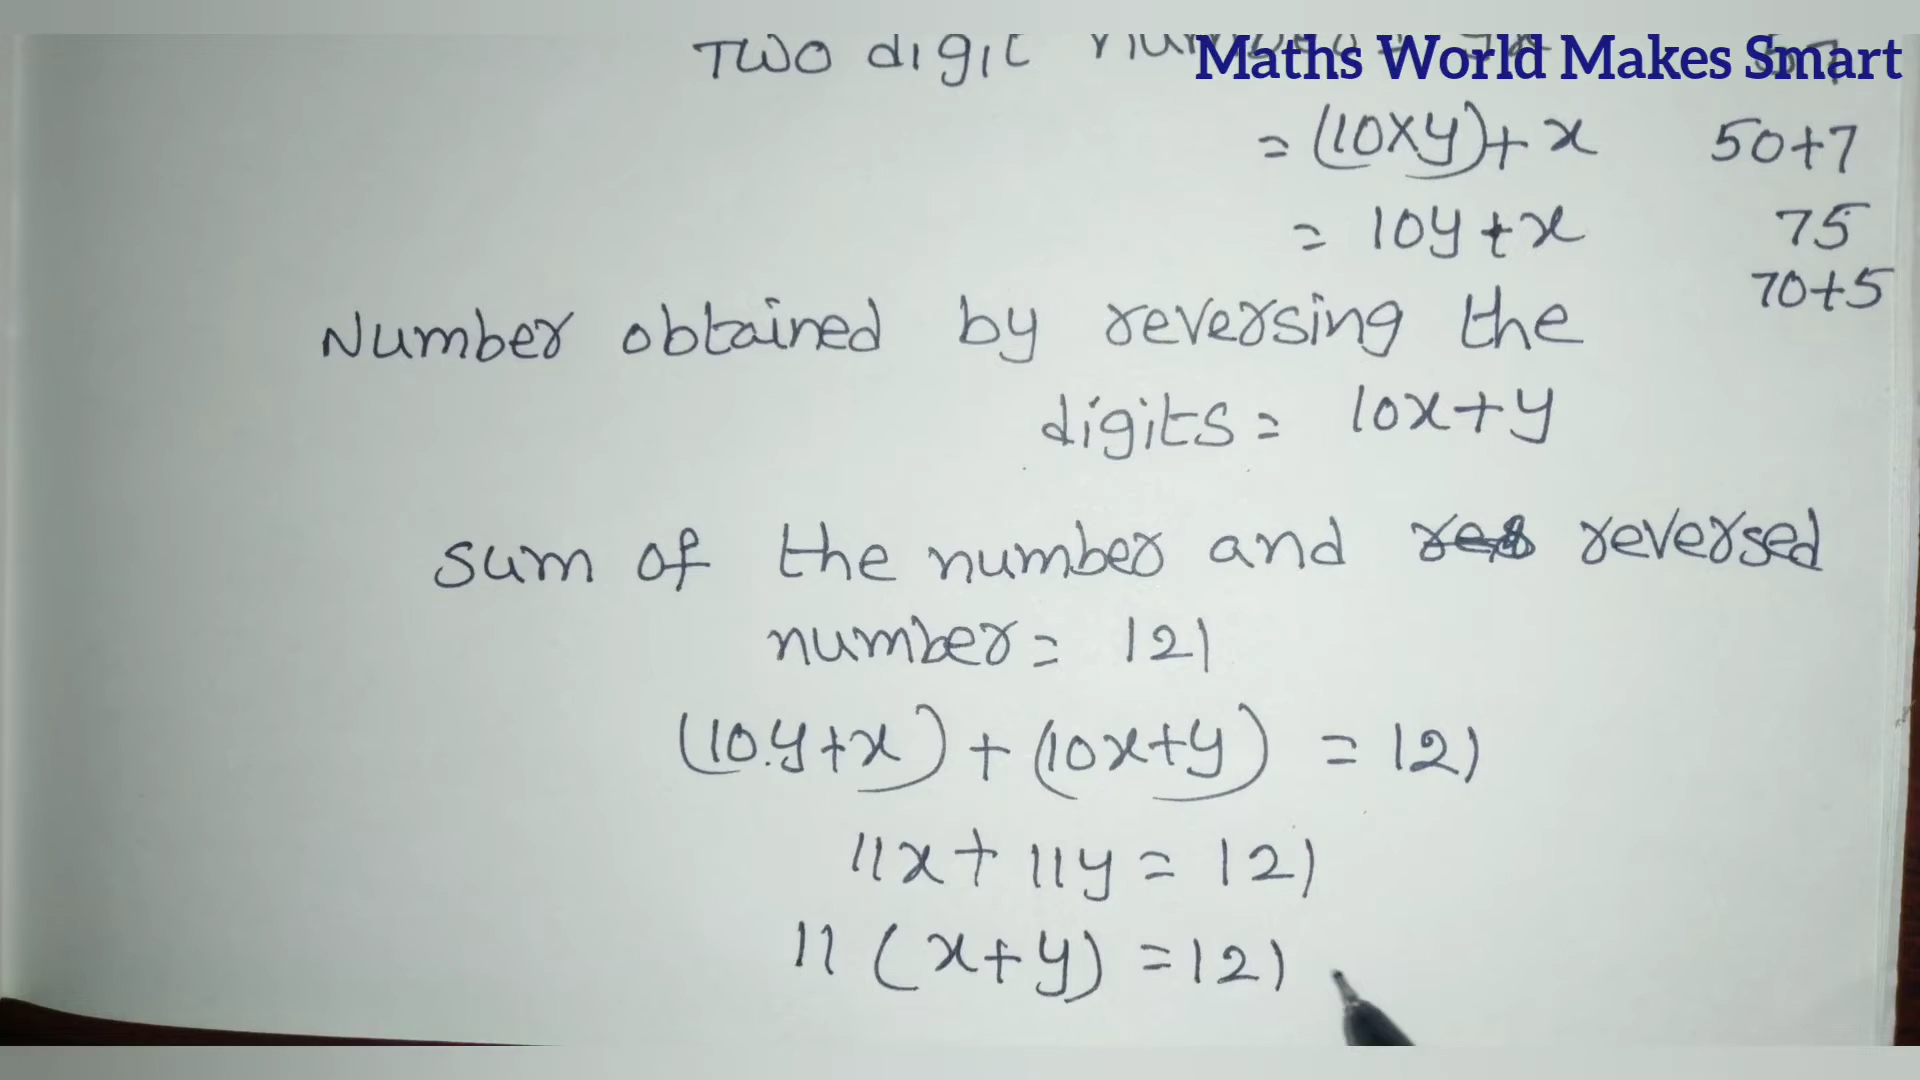 Maths World Makes Smart
Two digit
= (10xy)+x 50+7
= 10y+x 75
70+5
Number obtained by reversing the
digits = 10x+y
sum of the number and reversed
number = 121
(10y+x) + (10x+y) = 121
11x + 11y = 121
11 (x+y) = 121